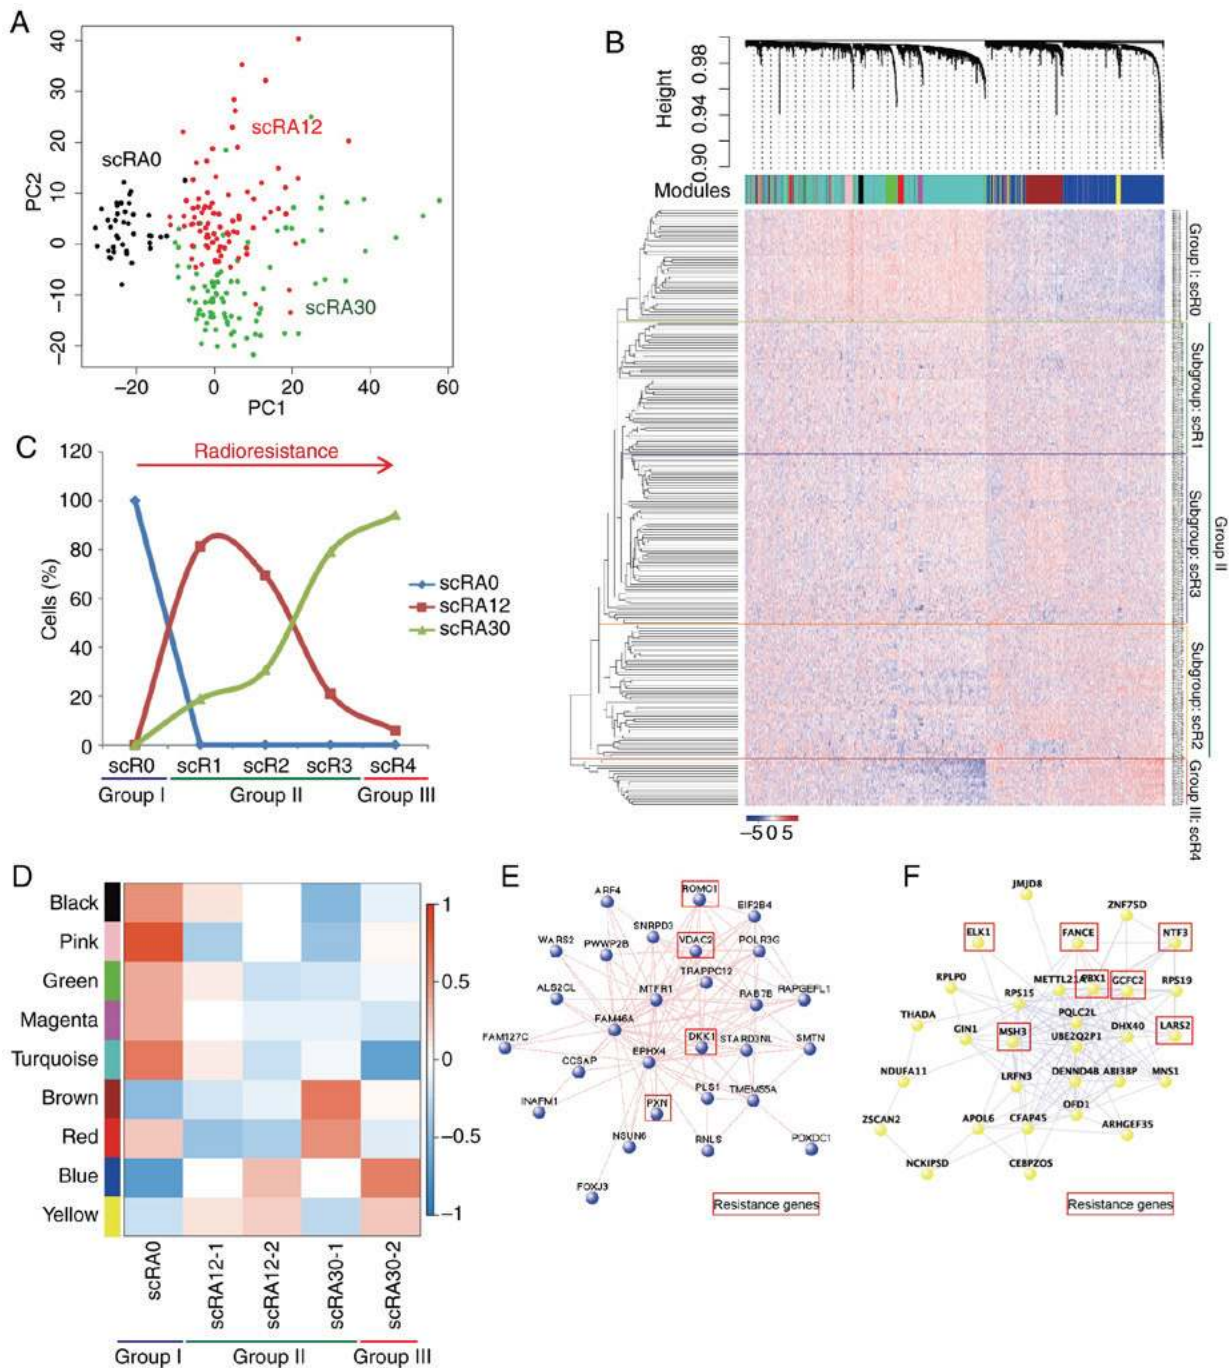 A
40
30
20
10
0
−10
−20
PC2
scRA0
scRA12
scRA30
−20
0
20
40
60
PC1
B
Height
0.98
0.94
0.90
Modules
Group I: scR0
Subgroup: scR1
Subgroup: scR3
Subgroup: scR2
Group III: scR4
Group II
−5 0 5
C
120
100
80
60
40
20
0
Cells (%)
Radioresistance
scRA0
scRA12
scRA30
scR0
scR1
scR2
scR3
scR4
Group I
Group II
Group III
D
Black
Pink
Green
Magenta
Turquoise
Brown
Red
Blue
Yellow
1
0.5
0
−0.5
−1
scRA0
scRA12-1
scRA12-2
scRA30-1
scRA30-2
Group I
Group II
Group III
E
ARF4
ROMO1
EIF2B4
SNRPD3
WARS2
PWWP2B
VDAC2
POLR3G
TRAPPC12
ALS2CL
MTFR1
RAB7B
RAPGEFL1
FAM46A
FAM127C
DKK1
STARD3NL
SMTN
CCSAP
EPHX4
INAFM1
PLS1
TMEM55A
PXN
NSUN6
RNLS
PDXDC1
FOXJ3
Resistance genes
F
JMJD8
ZNF75D
ELK1
FANCE
NTF3
RPLP0
METTL21A
PBX1
GCFC2
RPS19
RPS15
THADA
PQLC2L
GIN1
MSH3
UBE2Q2P1
DHX40
LARS2
NDUFA11
LRFN3
DENND4B
ABI3BP
MNS1
OFD1
ZSCAN2
APOL6
CFAP45
ARHGEF35
NCKIPSD
CEBPZOS
Resistance genes